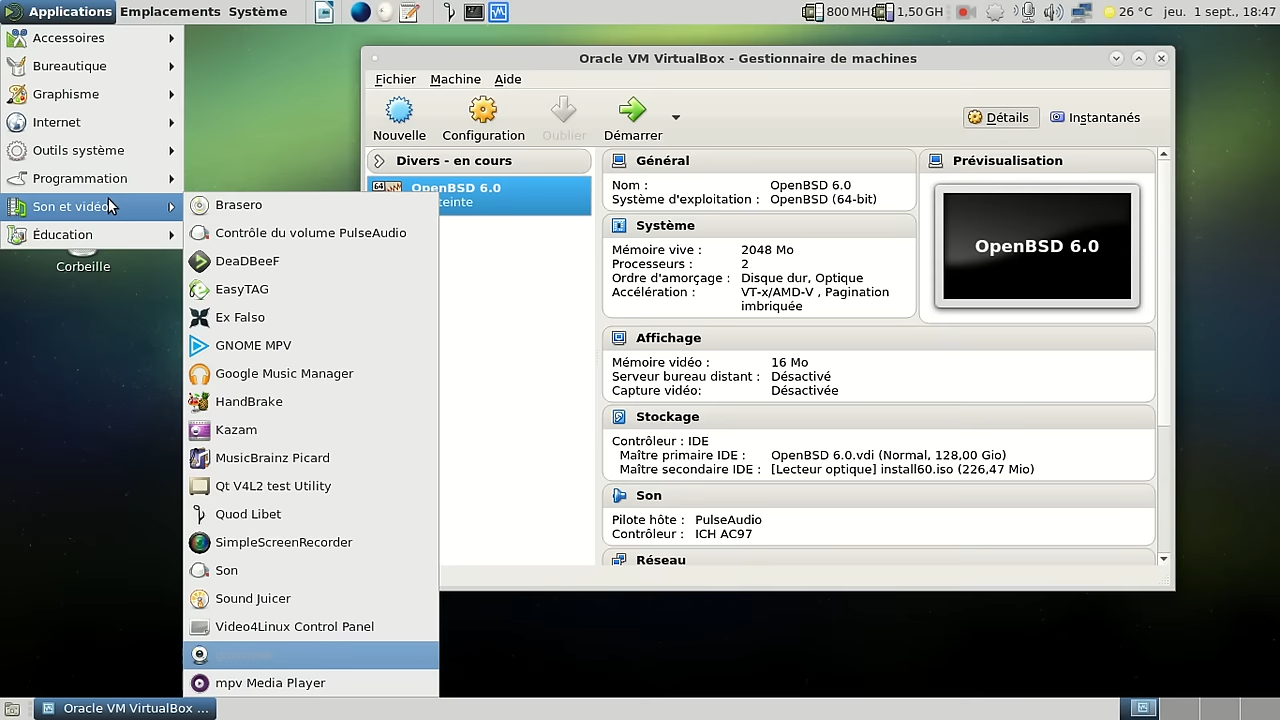 Applications Emplacements Système
800 MH 1,50 GH 26 °C jeu. 1 sept., 18:47
Accessoires
Bureautique
Graphisme
Internet
Outils système
Programmation
Son et vidéo
Éducation
Corbeille
Brasero
Contrôle du volume PulseAudio
DeaDBeeF
EasyTAG
Ex Falso
GNOME MPV
Google Music Manager
HandBrake
Kazam
MusicBrainz Picard
Qt V4L2 test Utility
Quod Libet
SimpleScreenRecorder
Son
Sound Juicer
Video4Linux Control Panel
mpv Media Player
Oracle VM VirtualBox - Gestionnaire de machines
Fichier Machine Aide
Nouvelle Configuration Oublier Démarrer
Détails Instantanés
Divers - en cours
64 OpenBSD 6.0
teinte
Général
Nom : OpenBSD 6.0
Système d'exploitation : OpenBSD (64-bit)
Système
Mémoire vive : 2048 Mo
Processeurs : 2
Ordre d'amorçage : Disque dur, Optique
Accélération : VT-x/AMD-V , Pagination
imbriquée
Prévisualisation
OpenBSD 6.0
Affichage
Mémoire vidéo : 16 Mo
Serveur bureau distant : Désactivé
Capture vidéo: Désactivée
Stockage
Contrôleur : IDE
Maître primaire IDE : OpenBSD 6.0.vdi (Normal, 128,00 Gio)
Maître secondaire IDE : [Lecteur optique] install60.iso (226,47 Mio)
Son
Pilote hôte : PulseAudio
Contrôleur : ICH AC97
Réseau
Oracle VM VirtualBox ...